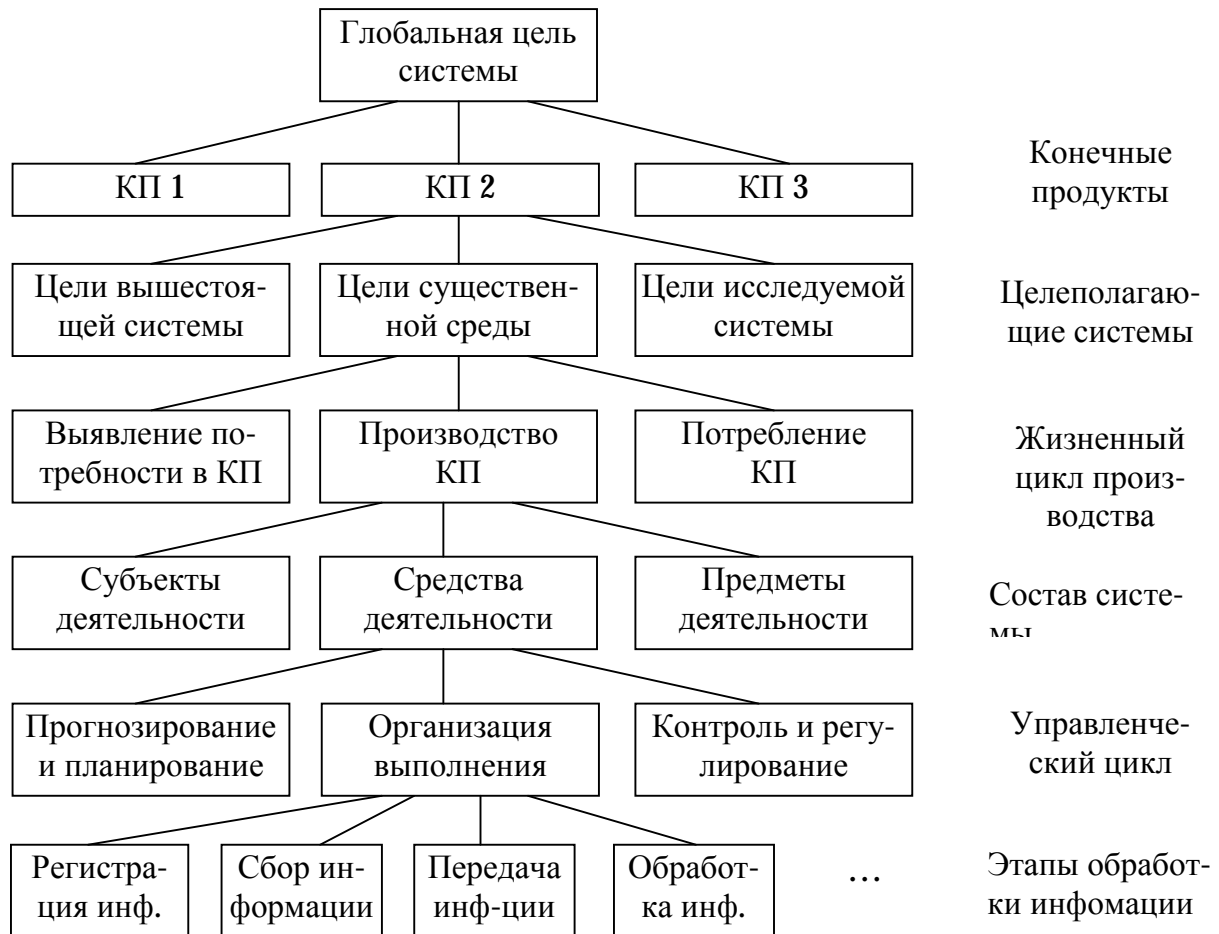 Глобальная цель
системы
КП 1
КП 2
КП 3
Конечные
продукты
Цели вышестоя-
щей системы
Цели существен-
ной среды
Цели исследуемой
системы
Целеполагаю-
щие системы
Выявление по-
требности в КП
Производство
КП
Потребление
КП
Жизненный
цикл произ-
водства
Субъекты
деятельности
Средства
деятельности
Предметы
деятельности
Состав систе-
мы
Прогнозирование
и планирование
Организация
выполнения
Контроль и регу-
лирование
Управленче-
ский цикл
Регистра-
ция инф.
Сбор ин-
формации
Передача
инф-ции
Обработ-
ка инф.
…
Этапы обработ-
ки инфомации